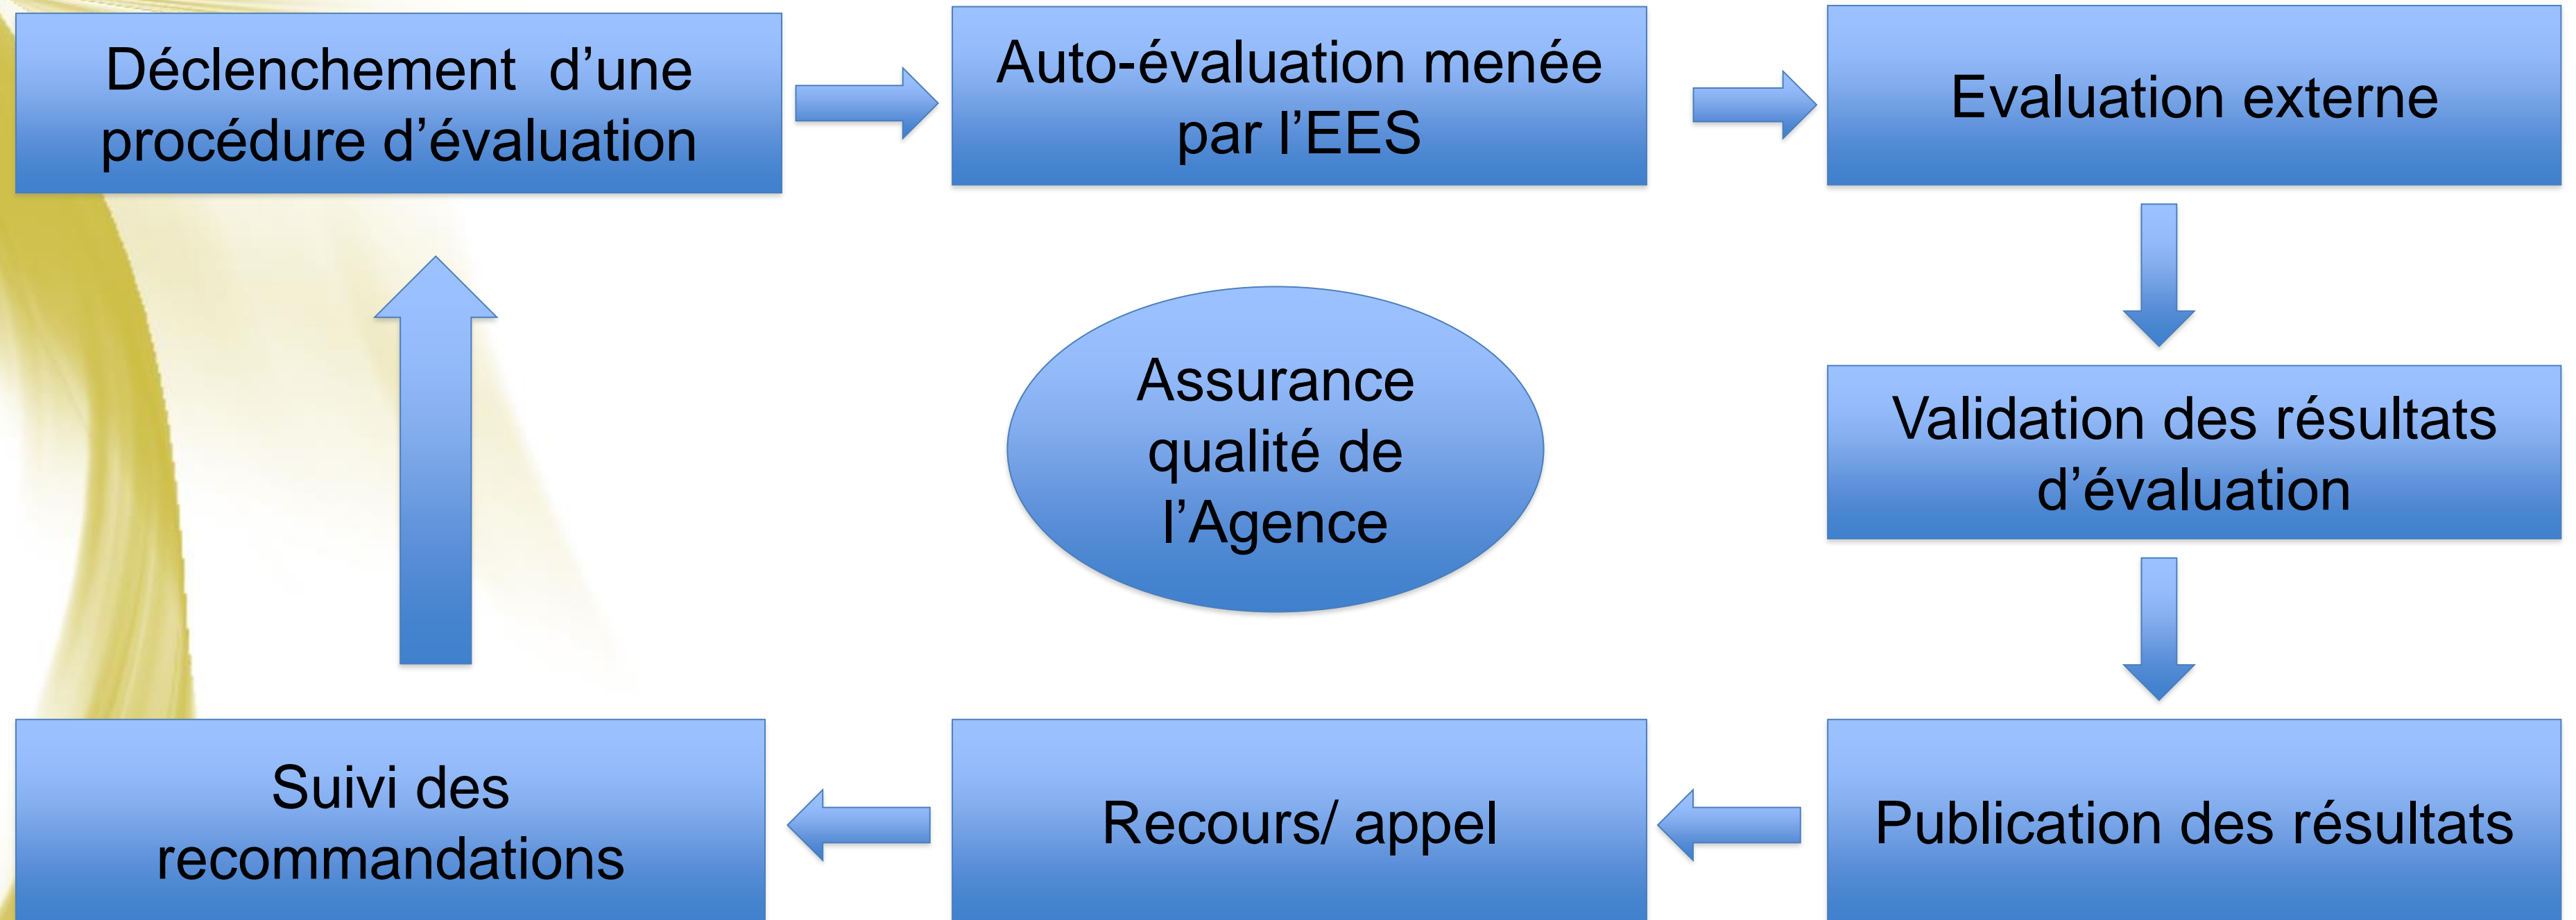 Déclenchement d’une
procédure d’évaluation
Auto-évaluation menée
par l’EES
Evaluation externe
Assurance
qualité de
l’Agence
Validation des résultats
d’évaluation
Suivi des
recommandations
Recours/ appel
Publication des résultats